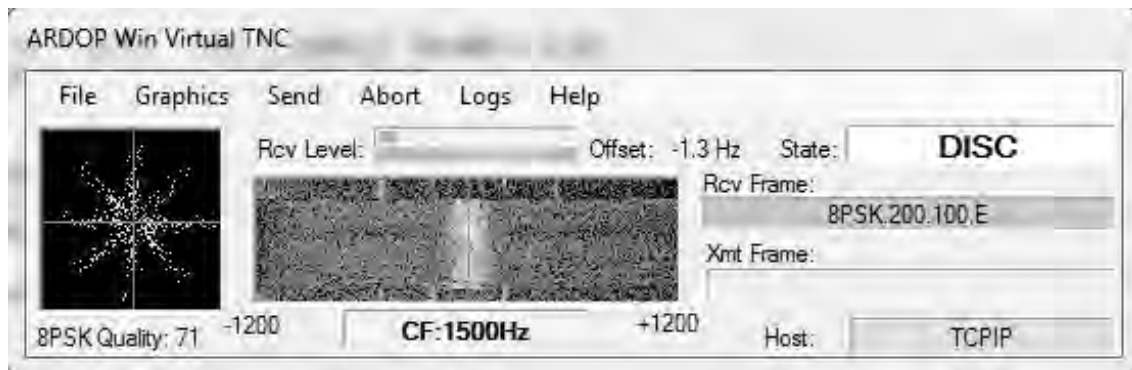 ARDOP Win Virtual TNC
File Graphics Send Abort Logs Help
Rcv Level: Offset: -1.3 Hz State: DISC
Rcv Frame:
8PSK.200.100.E
Xmt Frame:
8PSK Quality: 71 -1200 CF:1500Hz +1200 Host: TCPIP